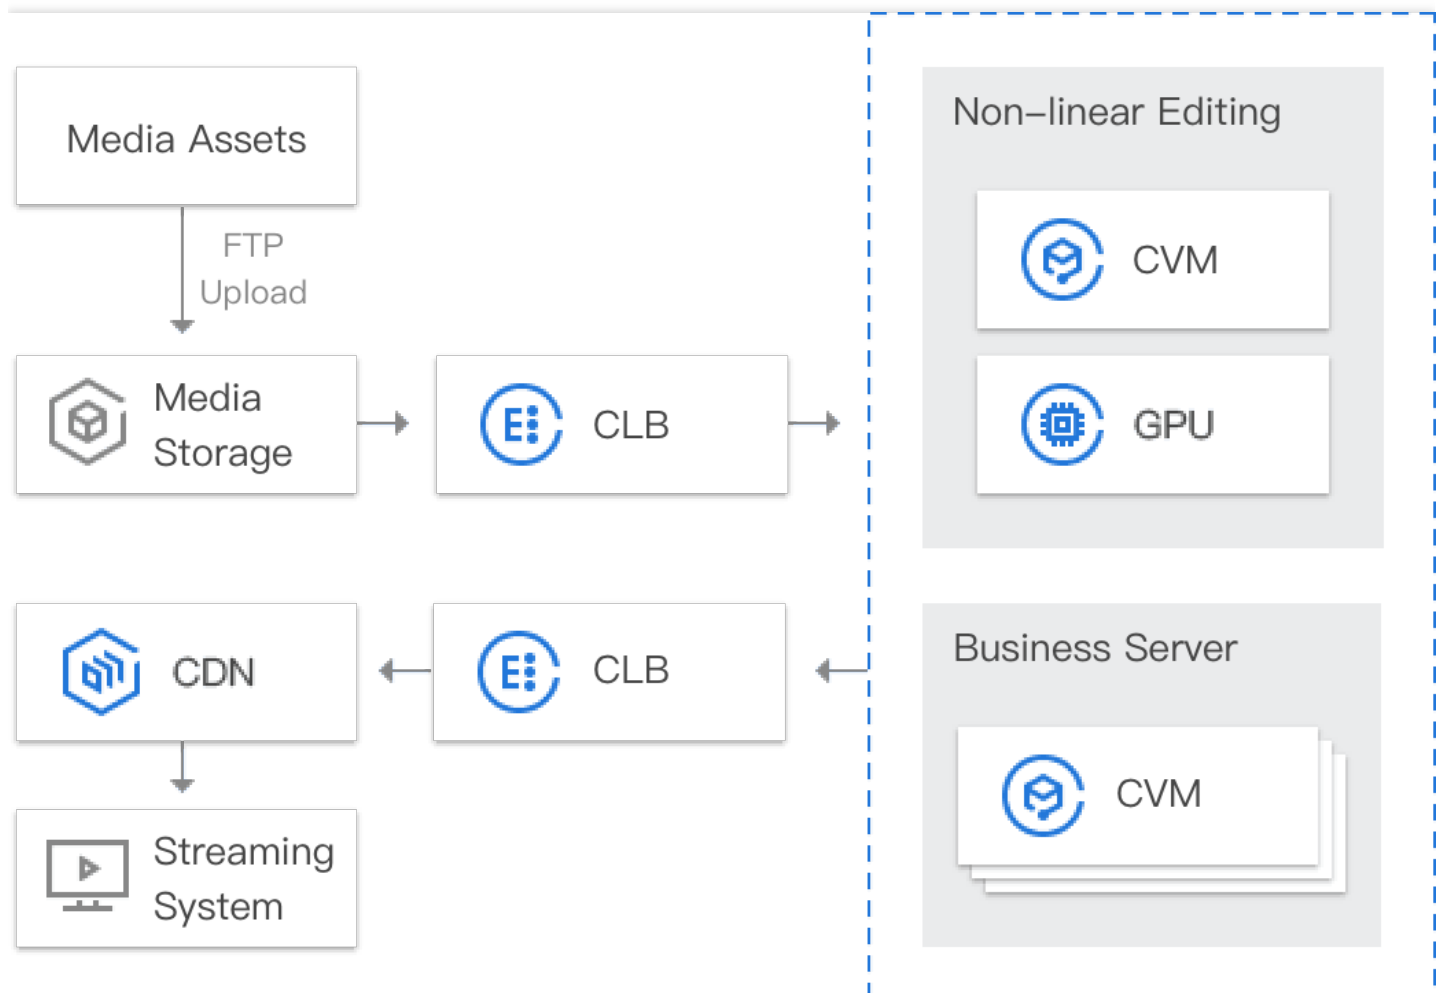 Media Assets
FTP
Upload
Media
Storage
CLB
Non-linear Editing
CVM
GPU
CDN
CLB
Business Server
CVM
Streaming
System